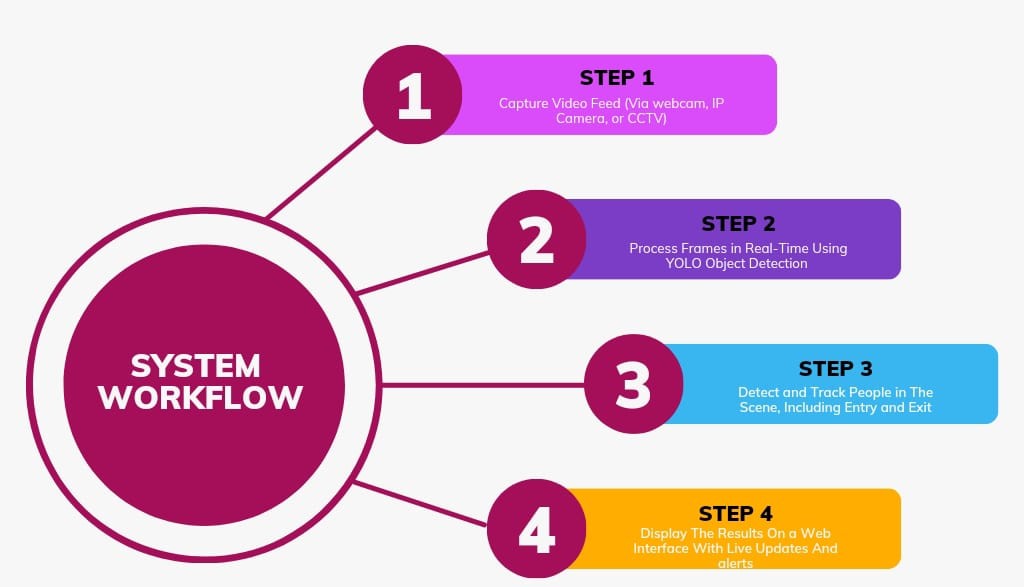 1
STEP 1
Capture Video Feed (Via webcam, IP
Camera, or CCTV)
2
STEP 2
Process Frames in Real-Time Using
YOLO Object Detection
SYSTEM
WORKFLOW
3
STEP 3
Detect and Track People in The
Scene, Including Entry and Exit
4
STEP 4
Display The Results On a Web
Interface With Live Updates And
alerts